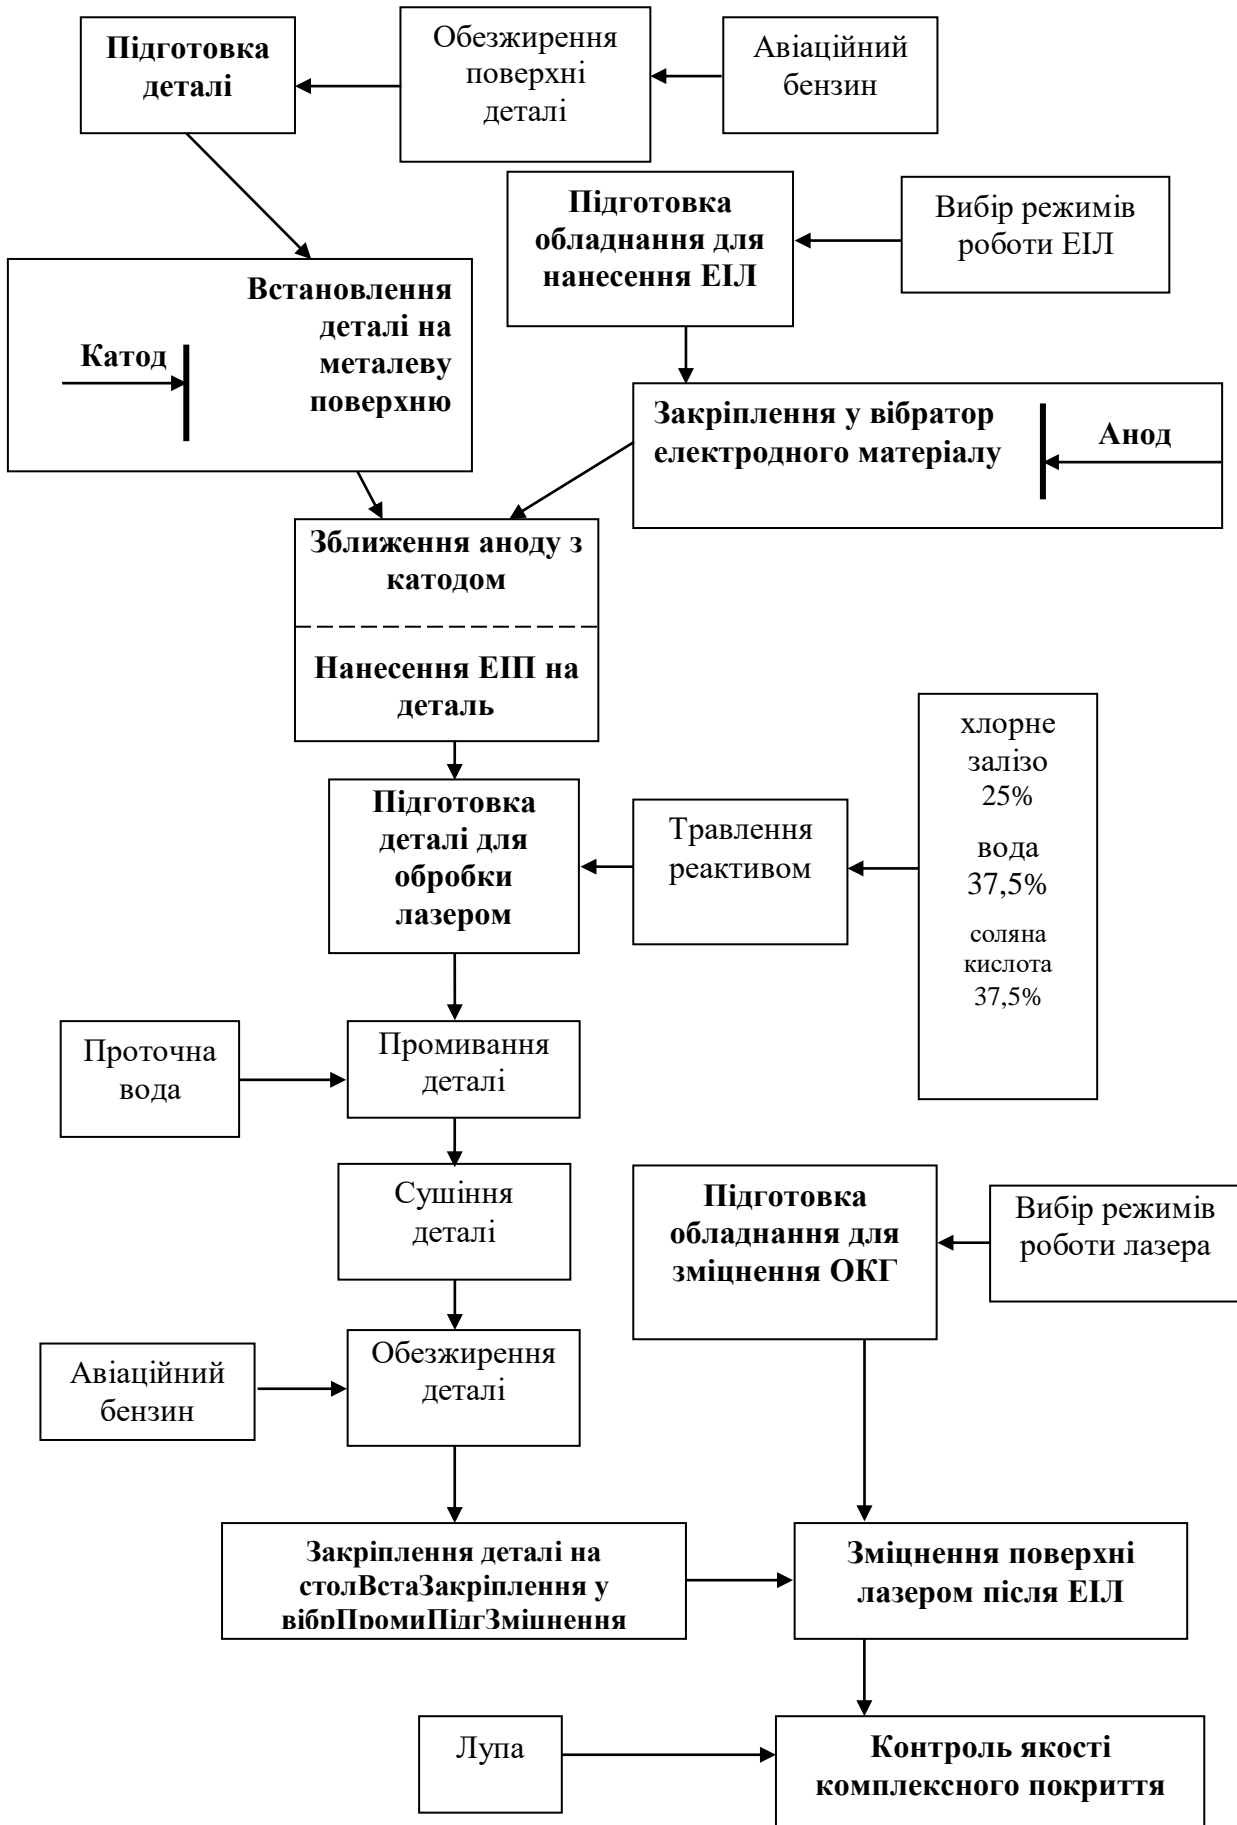 Підготовка
деталі
Обезжирення
поверхні
деталі
Авіаційний
бензин
Підготовка
обладнання для
нанесення ЕІЛ
Вибір режимів
роботи ЕІЛ
Встановлення
деталі на
металеву
поверхню
Катод
Закріплення у вібратор
електродного матеріалу
Анод
Зближення аноду з
катодом
Нанесення ЕІП на
деталь
хлорне
залізо
25%
вода
37,5%
соляна
кислота
37,5%
Підготовка
деталі для
обробки
лазером
Травлення
реактивом
Проточна
вода
Промивання
деталі
Сушіння
деталі
Підготовка
обладнання для
зміцнення ОКГ
Вибір режимів
роботи лазера
Авіаційний
бензин
Обезжирення
деталі
Закріплення деталі на
столВстаЗакріплення у
вібрПромиПідгЗміцнення
Зміцнення поверхні
лазером після ЕІЛ
Лупа
Контроль якості
комплексного покриття